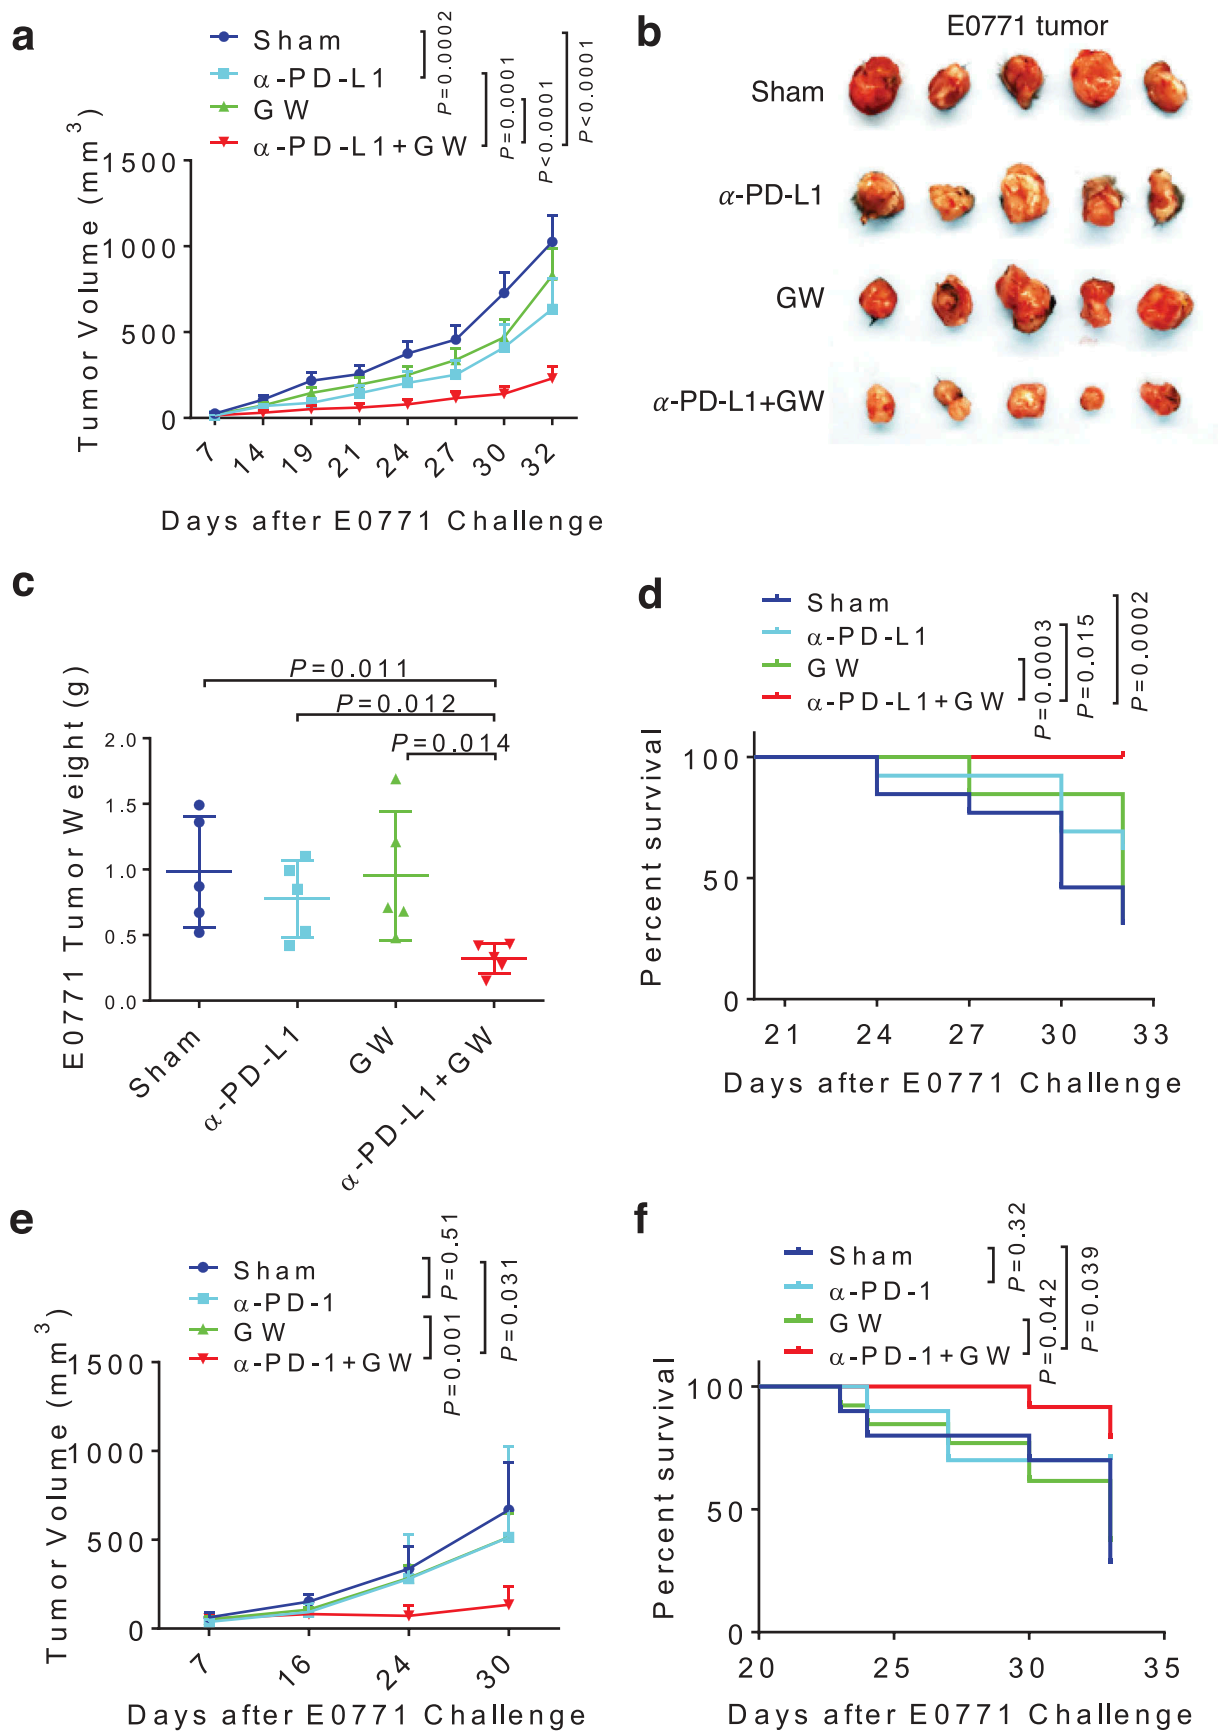 a
Sham
α-PD-L1
GW
α-PD-L1+GW
P=0.0002
P=0.0001
P<0.0001
P<0.0001
Tumor Volume (mm3)
1500
1000
500
0
7 14 19 21 24 27 30 32
Days after E0771 Challenge
b
E0771 tumor
Sham
α-PD-L1
GW
α-PD-L1+GW
c
P=0.011
P=0.012
P=0.014
E0771 Tumor Weight (g)
2.0
1.5
1.0
0.5
0.0
Sham α-PD-L1 GW α-PD-L1+GW
d
Sham
α-PD-L1
GW
α-PD-L1+GW
P=0.0003
P=0.015
P=0.0002
Percent survival
100
50
0
21 24 27 30 33
Days after E0771 Challenge
e
Sham
α-PD-1
GW
α-PD-1+GW
P=0.51
P=0.001
P=0.031
Tumor Volume (mm3)
1500
1000
500
0
7 16 24 30
Days after E0771 Challenge
f
Sham
α-PD-1
GW
α-PD-1+GW
P=0.32
P=0.042
P=0.039
Percent survival
100
50
0
20 25 30 35
Days after E0771 Challenge